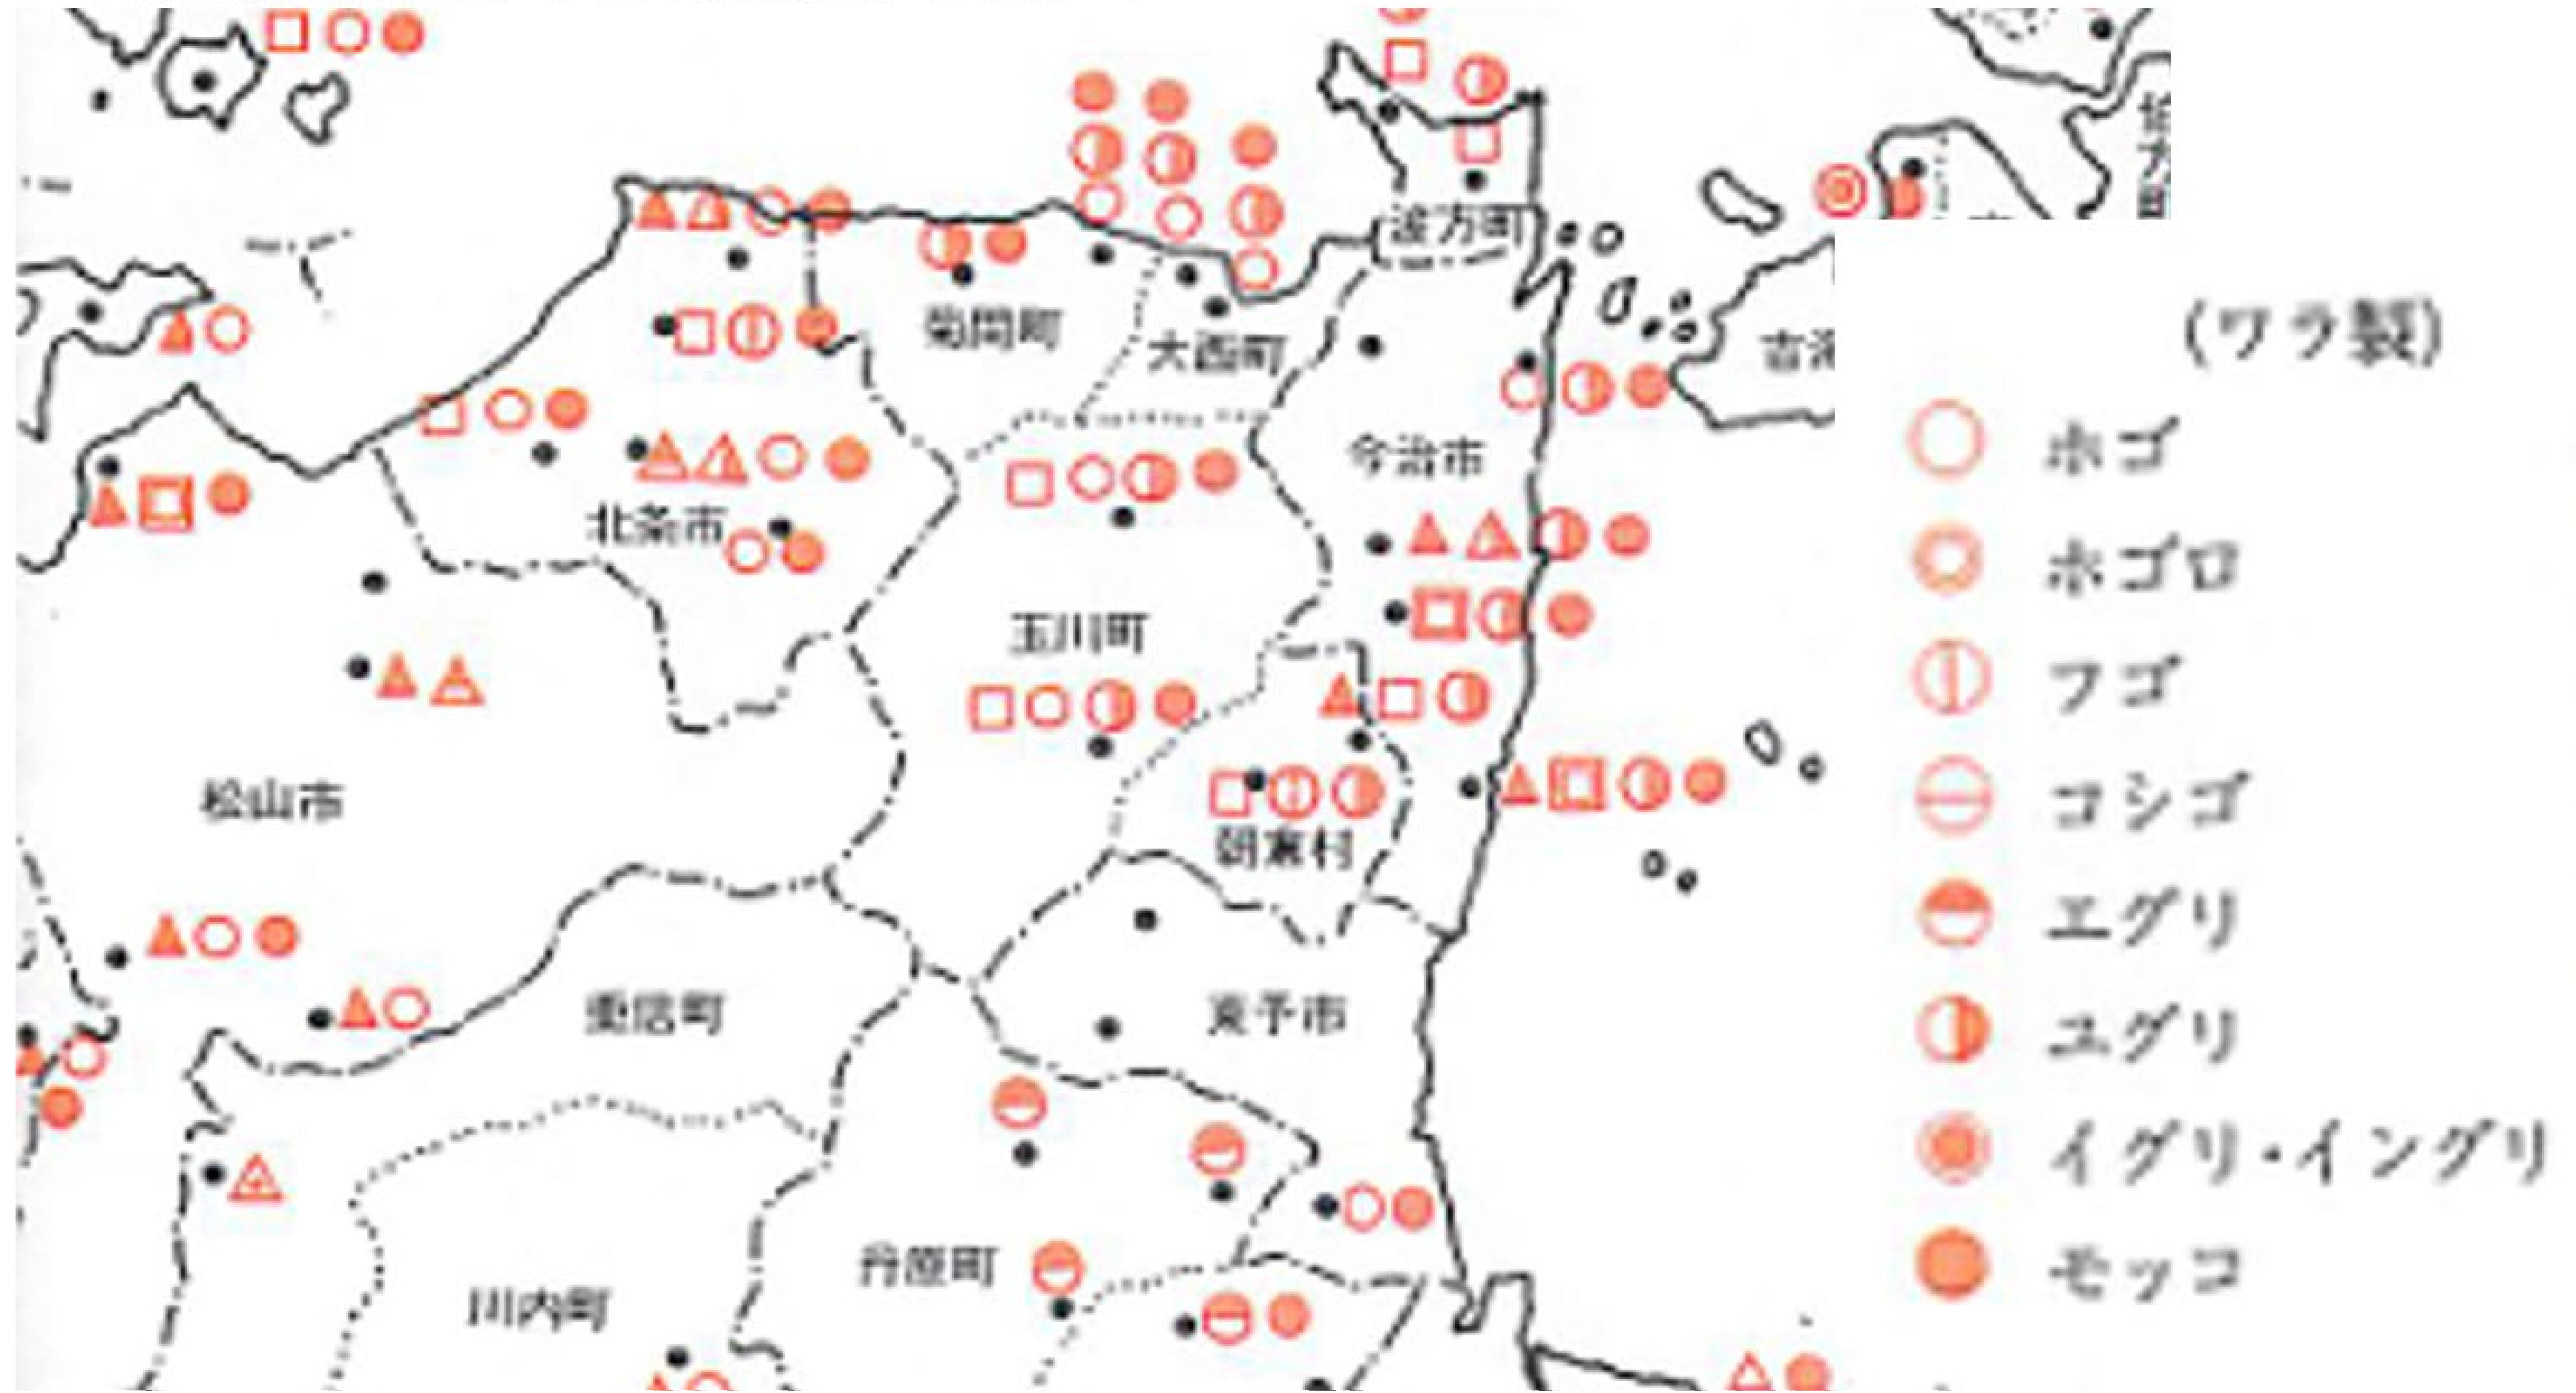 波方町
菊間町
大西町
今治市
北条市
玉川町
松山市
朝倉村
重信町
東予市
丹原町
川内町
(ワラ製)
ホゴ
ホゴロ
フゴ
コシゴ
エグリ
ユグリ
イグリ・イングリ
モッコ